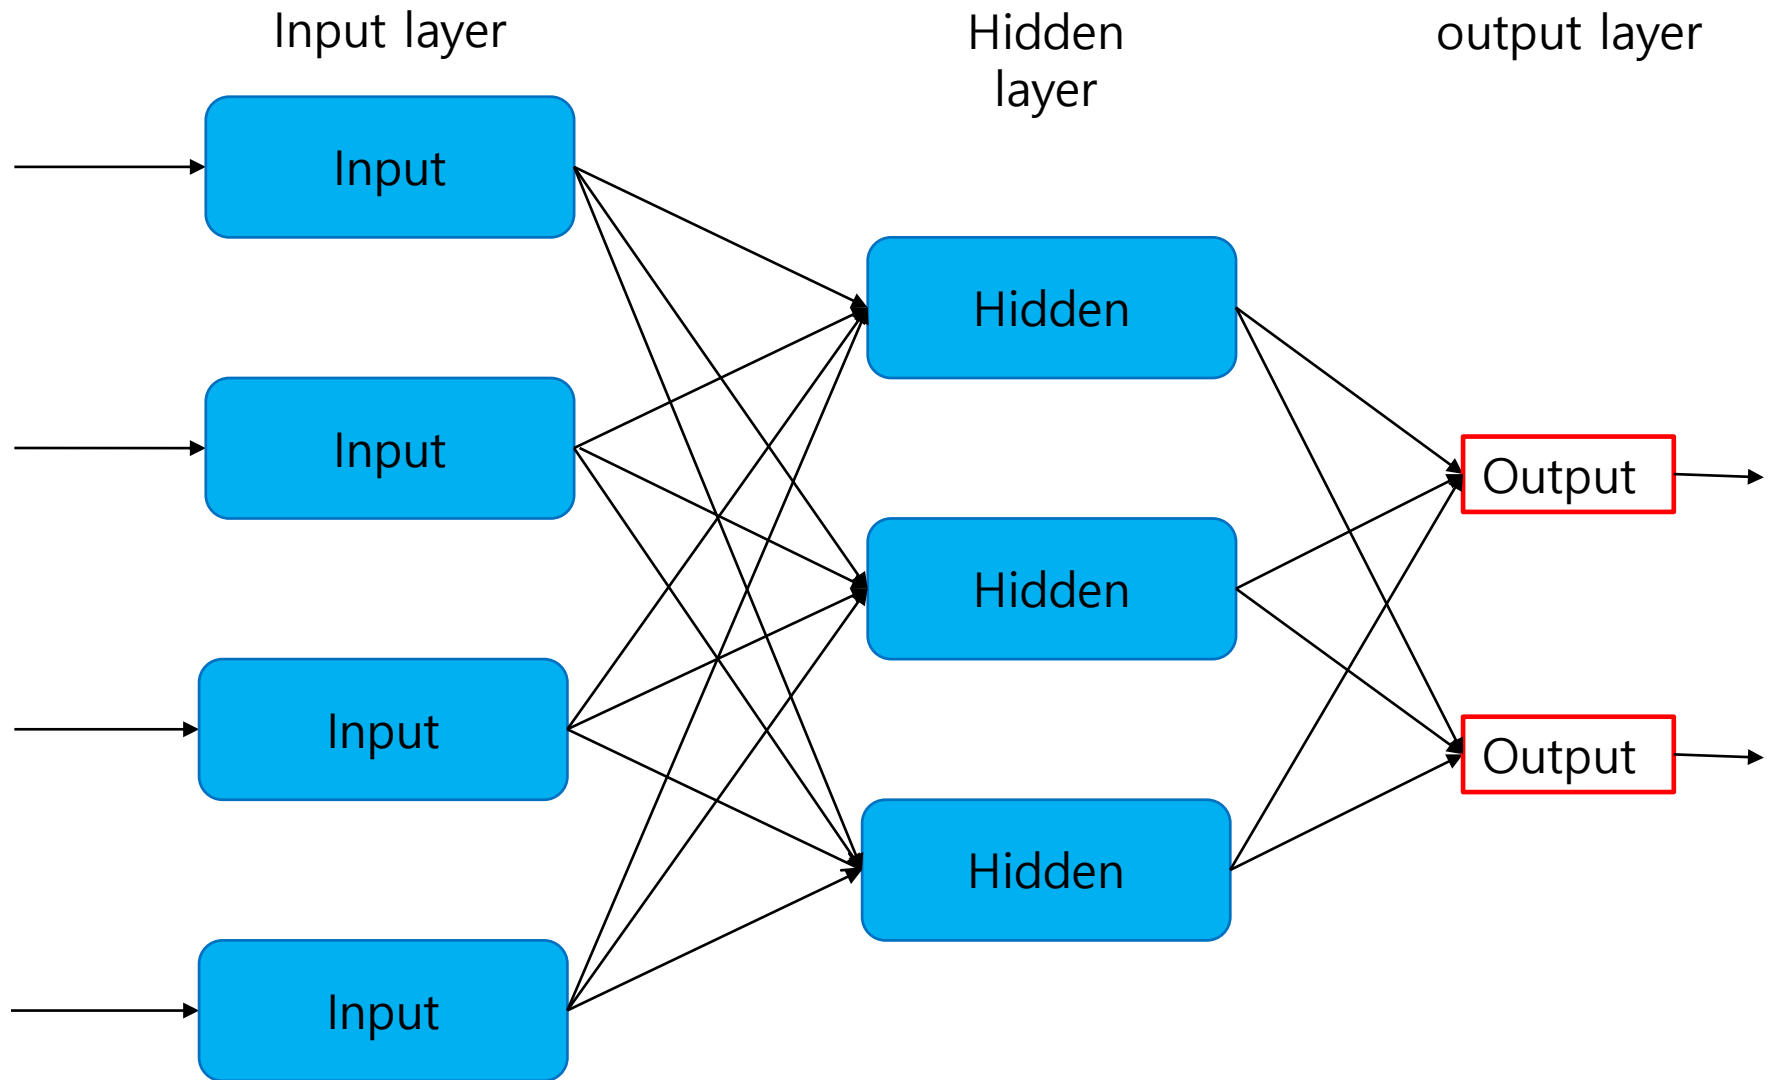 Input layer
Hidden
layer
output layer
Input
Input
Input
Input
Hidden
Hidden
Hidden
Output
Output